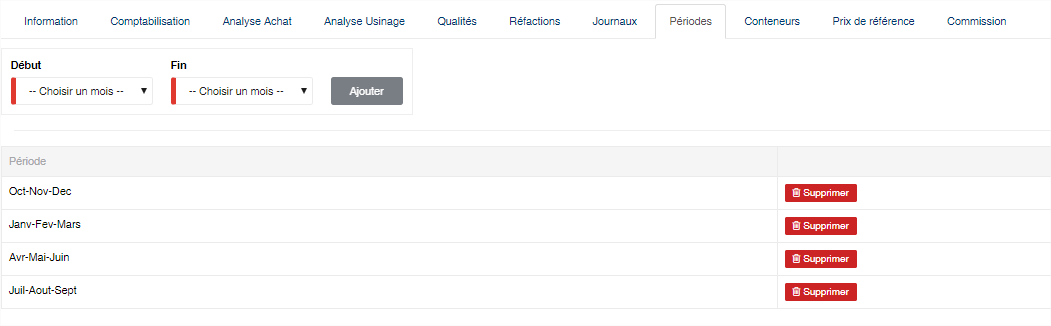 Information Comptabilisation Analyse Achat Analyse Usinage Qualités Réfactions Journaux Périodes Conteneurs Prix de référence Commission
Début Fin
-- Choisir un mois -- -- Choisir un mois -- Ajouter
Période
Oct-Nov-Dec Supprimer
Janv-Fev-Mars Supprimer
Avr-Mai-Juin Supprimer
Juil-Aout-Sept Supprimer